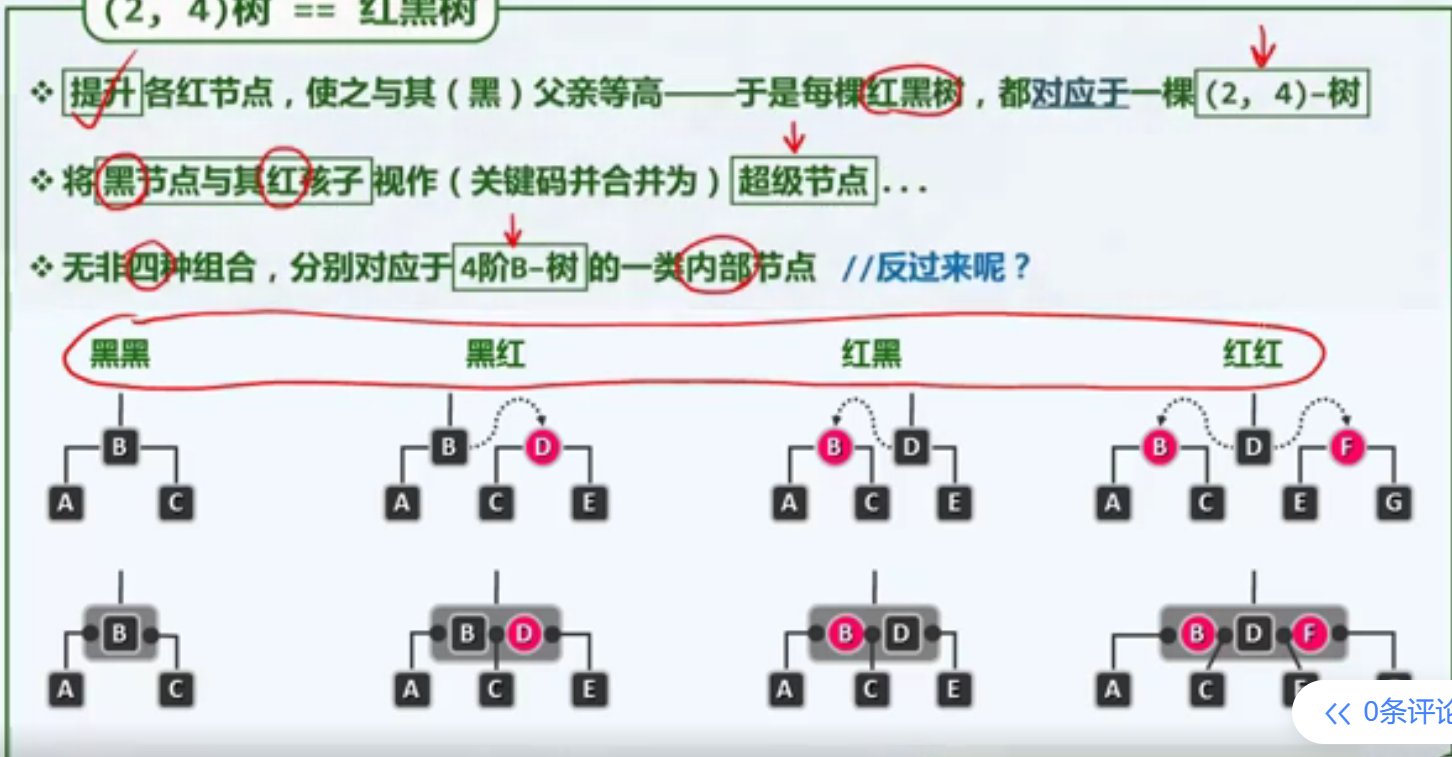 (2, 4)树 == 红黑树
❖ 提升各红节点，使之与其（黑）父亲等高——于是每棵红黑树，都对应于一棵(2, 4)-树
❖ 将黑节点与其红孩子视作（关键码并合并为）超级节点...
❖ 无非四种组合，分别对应于4阶B-树的一类内部节点 //反过来呢？
黑黑 黑红 红黑 红红
B B D B D B D F
A C A C E A C E A C E G
B B D B D B D F
A C A C E A C E A C
0条评论